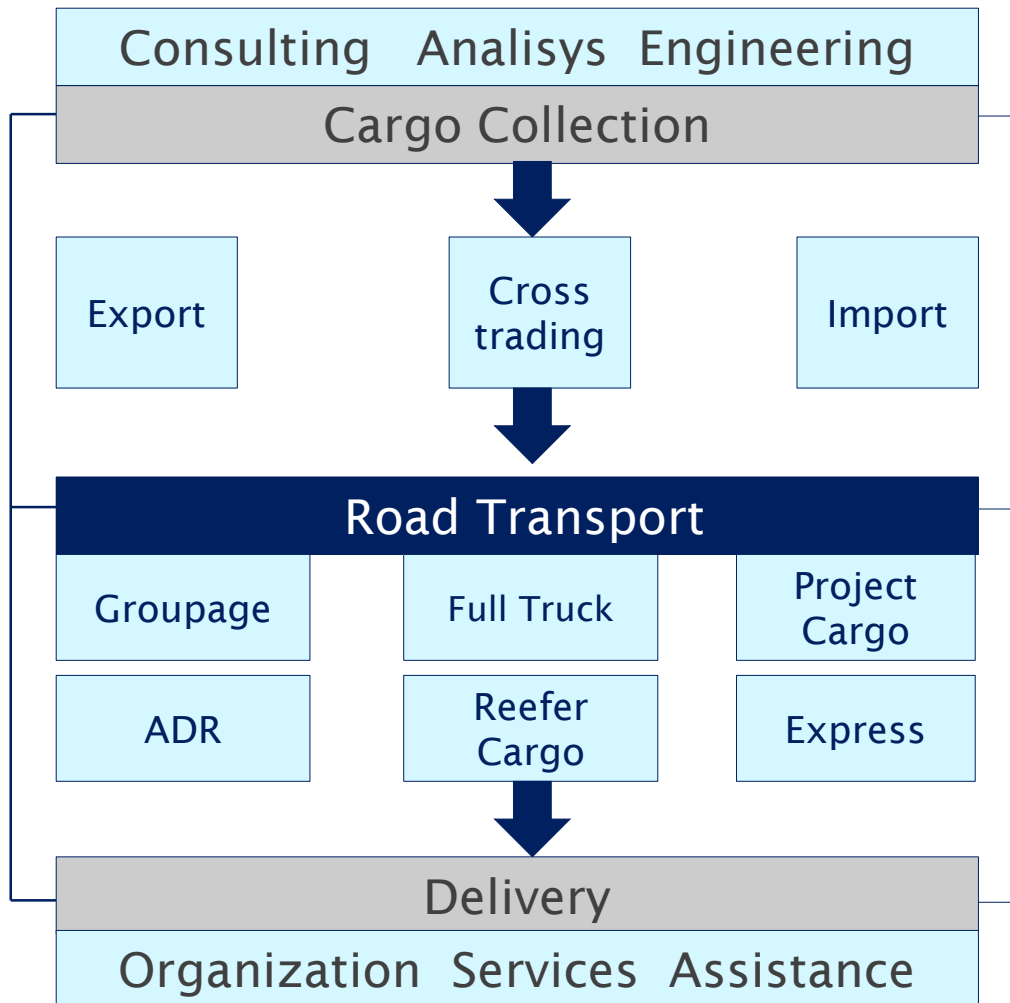 Consulting Analisys Engineering
Cargo Collection
Export
Cross
trading
Import
Road Transport
Groupage
Full Truck
Project
Cargo
ADR
Reefer
Cargo
Express
Delivery
Organization Services Assistance